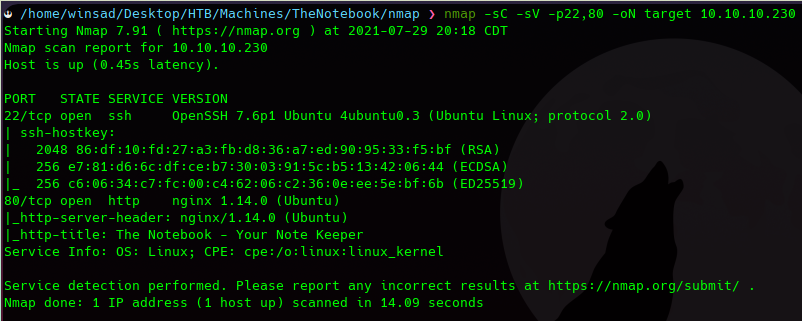 /home/winsad/Desktop/HTB/Machines/TheNotebook/nmap ❯ nmap -sC -sV -p22,80 -oN target 10.10.10.230
Starting Nmap 7.91 ( https://nmap.org ) at 2021-07-29 20:18 CDT
Nmap scan report for 10.10.10.230
Host is up (0.45s latency).

PORT   STATE SERVICE VERSION
22/tcp open  ssh     OpenSSH 7.6p1 Ubuntu 4ubuntu0.3 (Ubuntu Linux; protocol 2.0)
| ssh-hostkey:
|   2048 86:df:10:fd:27:a3:fb:d8:36:a7:ed:90:95:33:f5:bf (RSA)
|   256 e7:81:d6:6c:df:ce:b7:30:03:91:5c:b5:13:42:06:44 (ECDSA)
|_  256 c6:06:34:c7:fc:00:c4:62:06:c2:36:0e:ee:5e:bf:6b (ED25519)
80/tcp open  http    nginx 1.14.0 (Ubuntu)
|_http-server-header: nginx/1.14.0 (Ubuntu)
|_http-title: The Notebook - Your Note Keeper
Service Info: OS: Linux; CPE: cpe:/o:linux:linux_kernel

Service detection performed. Please report any incorrect results at https://nmap.org/submit/ .
Nmap done: 1 IP address (1 host up) scanned in 14.09 seconds